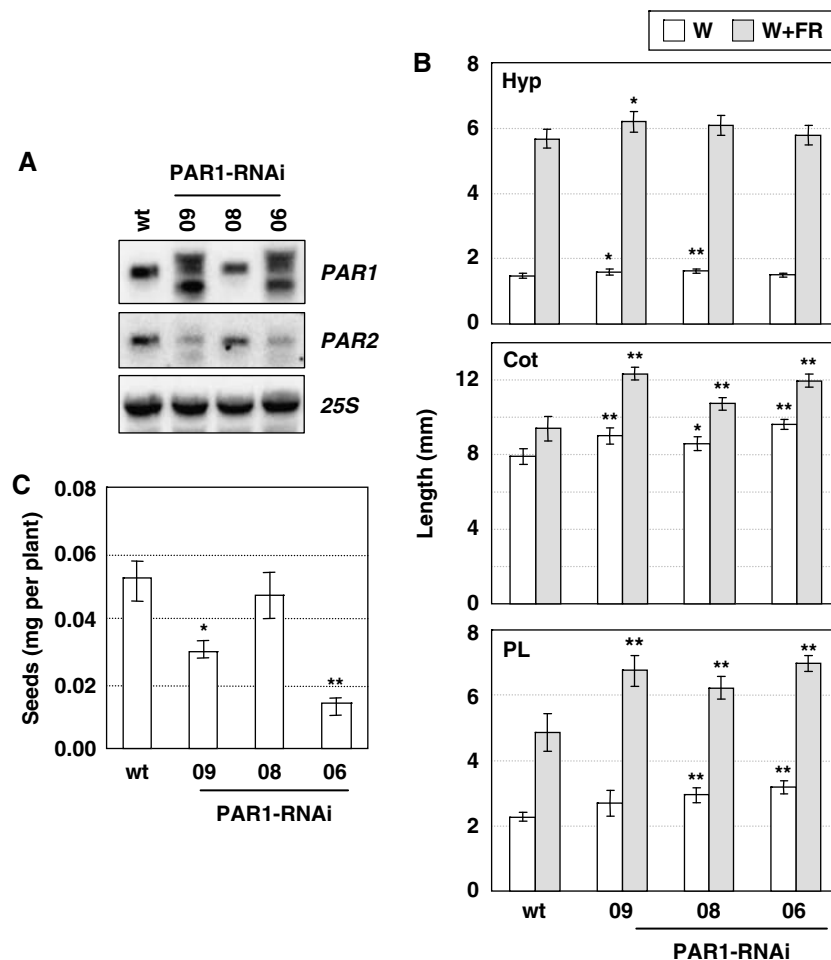 W W+FR
A
PAR1-RNAi
wt 09 08 06
PAR1
PAR2
25S
B
Length (mm)
Hyp
8
6
4
2
0
* *
* **
Cot
12
8
4
0
** ** **
** * **
PL
8
6
4
2
0
** ** **
** **
wt 09 08 06
PAR1-RNAi
C
Seeds (mg per plant)
0.08
0.06
0.04
0.02
0.00
* **
wt 09 08 06
PAR1-RNAi